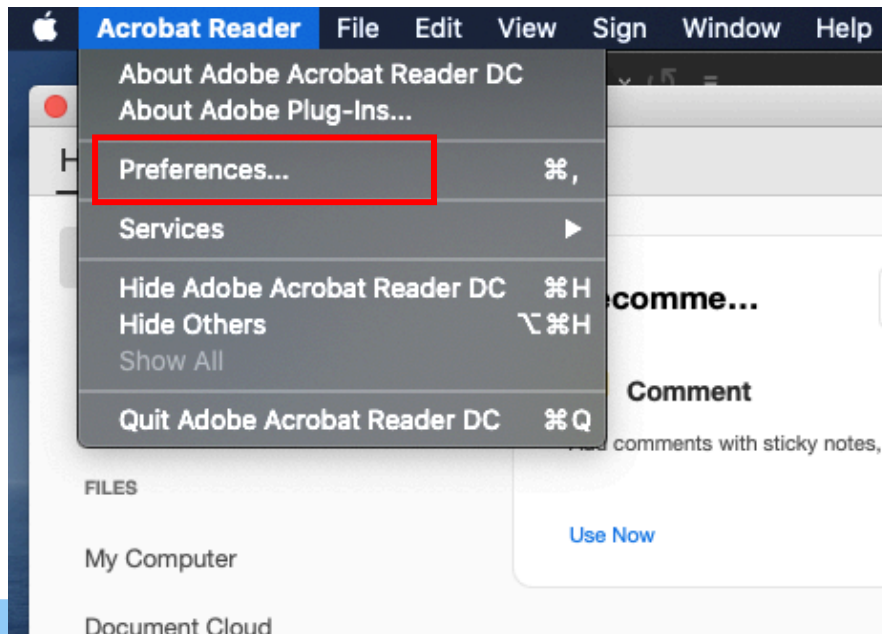 Acrobat Reader File Edit View Sign Window Help
About Adobe Acrobat Reader DC
About Adobe Plug-Ins...
Preferences... ⌘,
Services ▶
Hide Adobe Acrobat Reader DC ⌘H
Hide Others ⌥⌘H
Show All
Quit Adobe Acrobat Reader DC ⌘Q
ecomme...
Comment
comments with sticky notes,
Use Now
FILES
My Computer
Document Cloud